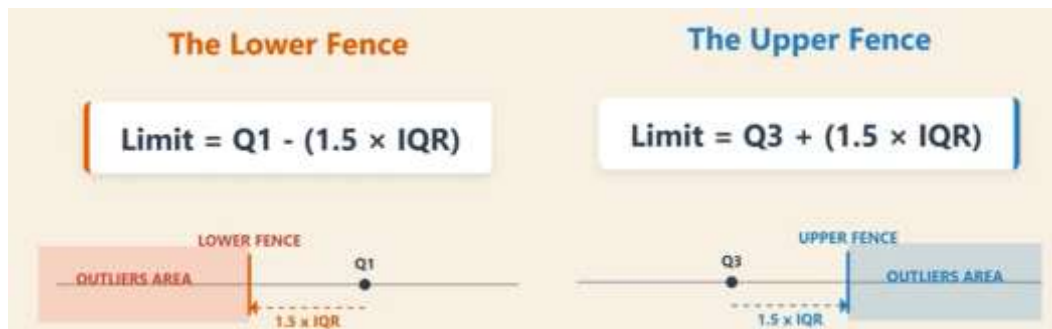 The Lower Fence
Limit = Q1 - (1.5 × IQR)
LOWER FENCE
Q1
OUTLIERS AREA
1.5 x IQR
The Upper Fence
Limit = Q3 + (1.5 × IQR)
UPPER FENCE
Q3
OUTLIERS AREA
1.5 x IQR